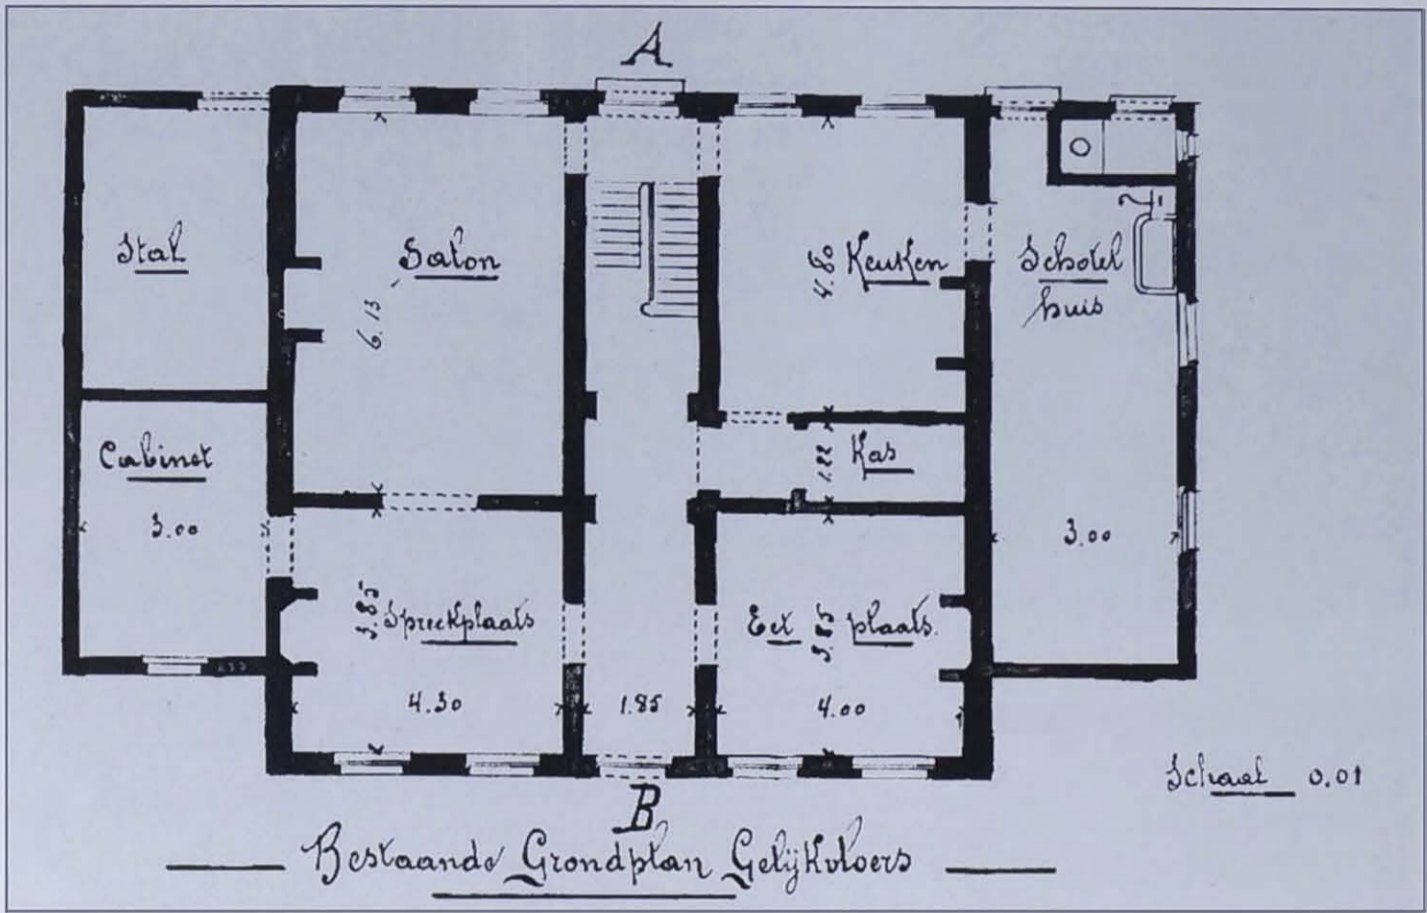 A
Stal
Salon
6.13
4.80
Keuken
Schotel
huis
Cabinet
3.00
Kas
1.22
3.00
3.85
Spreekplaats
Eet plaats.
3.85
4.30
1.85
4.00
B
Schaal 0.01
Bestaande Grondplan Gelijkvloers